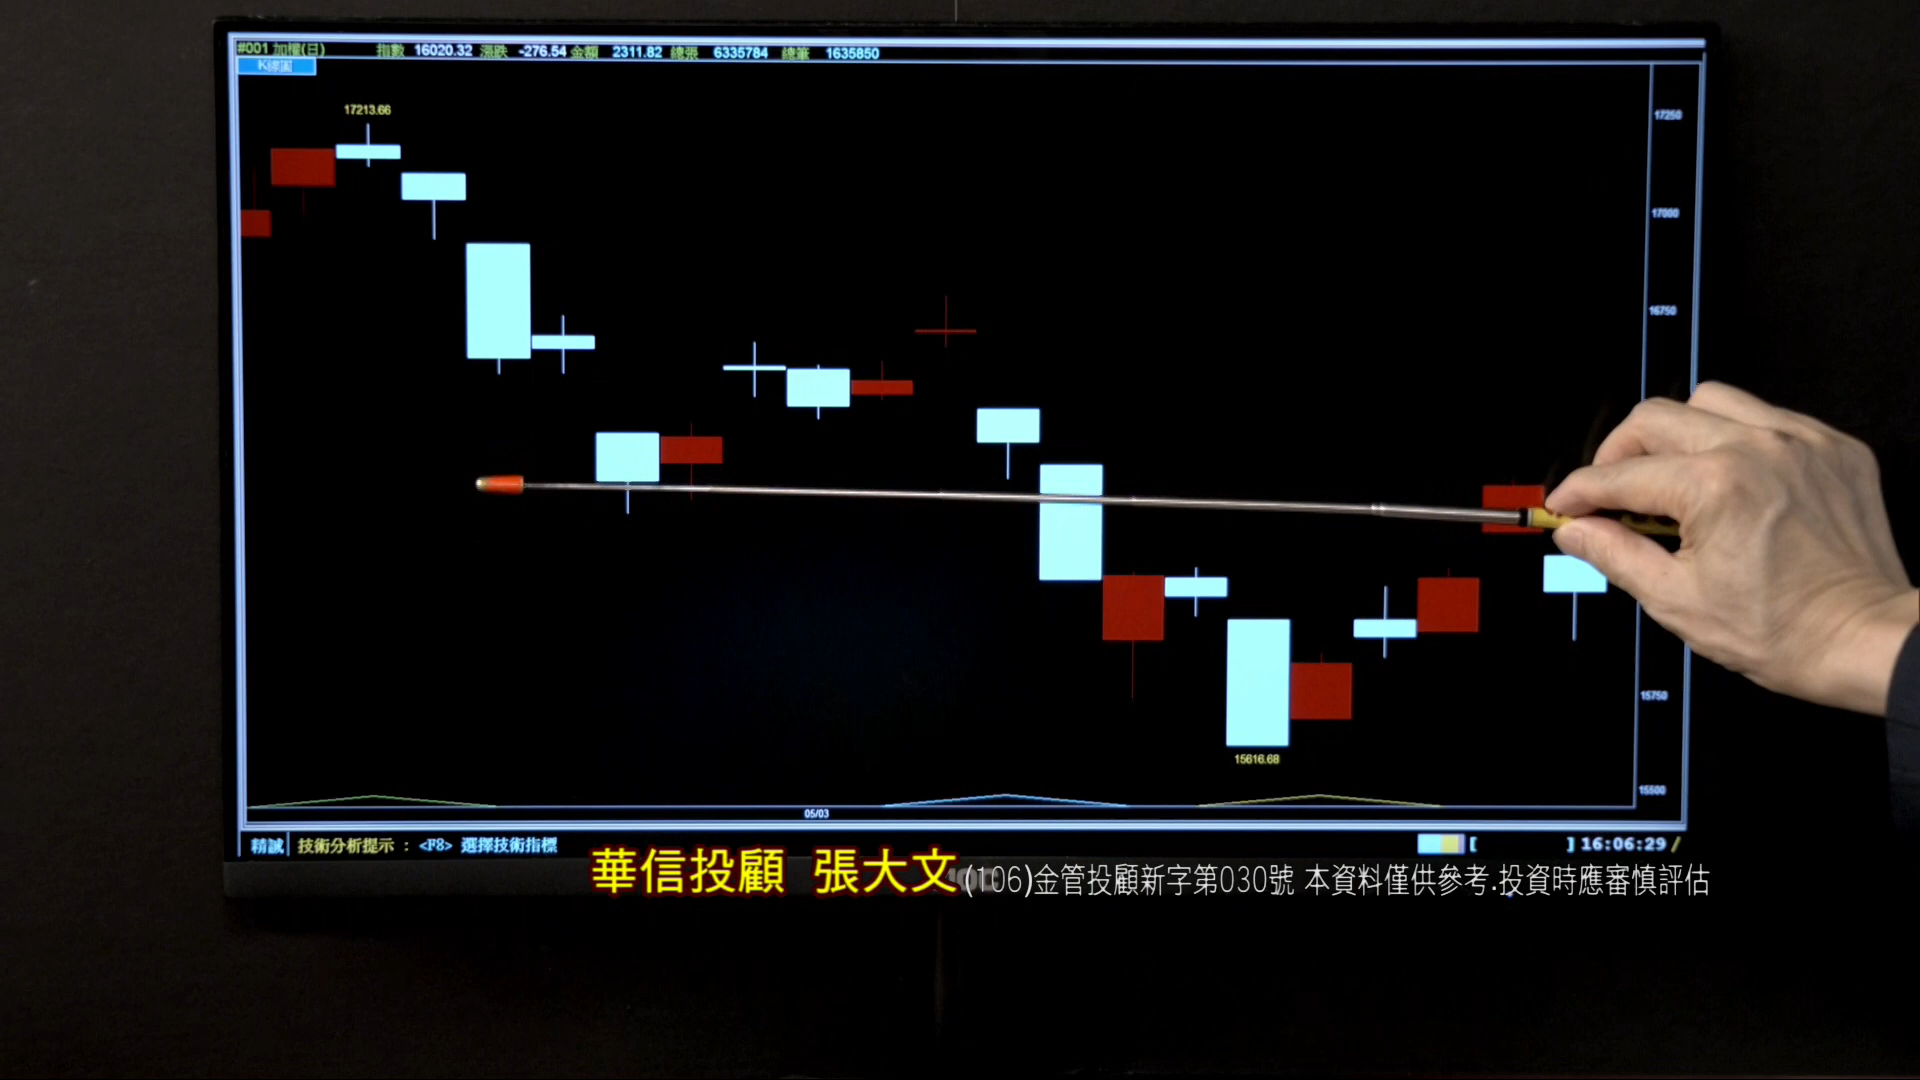 #001 加權(日) 指數 16020.32 漲跌 -276.54 金額 2311.82 總張 6335784 總筆 1635850
K線圖
17213.66
17250
17000
16750
15750
15616.68
15500
05/03
精誠 技術分析提示 : <F8> 選擇技術指標 [ ] 16:06:29 /
華信投顧 張大文 (106)金管投顧新字第030號 本資料僅供參考.投資時應審慎評估